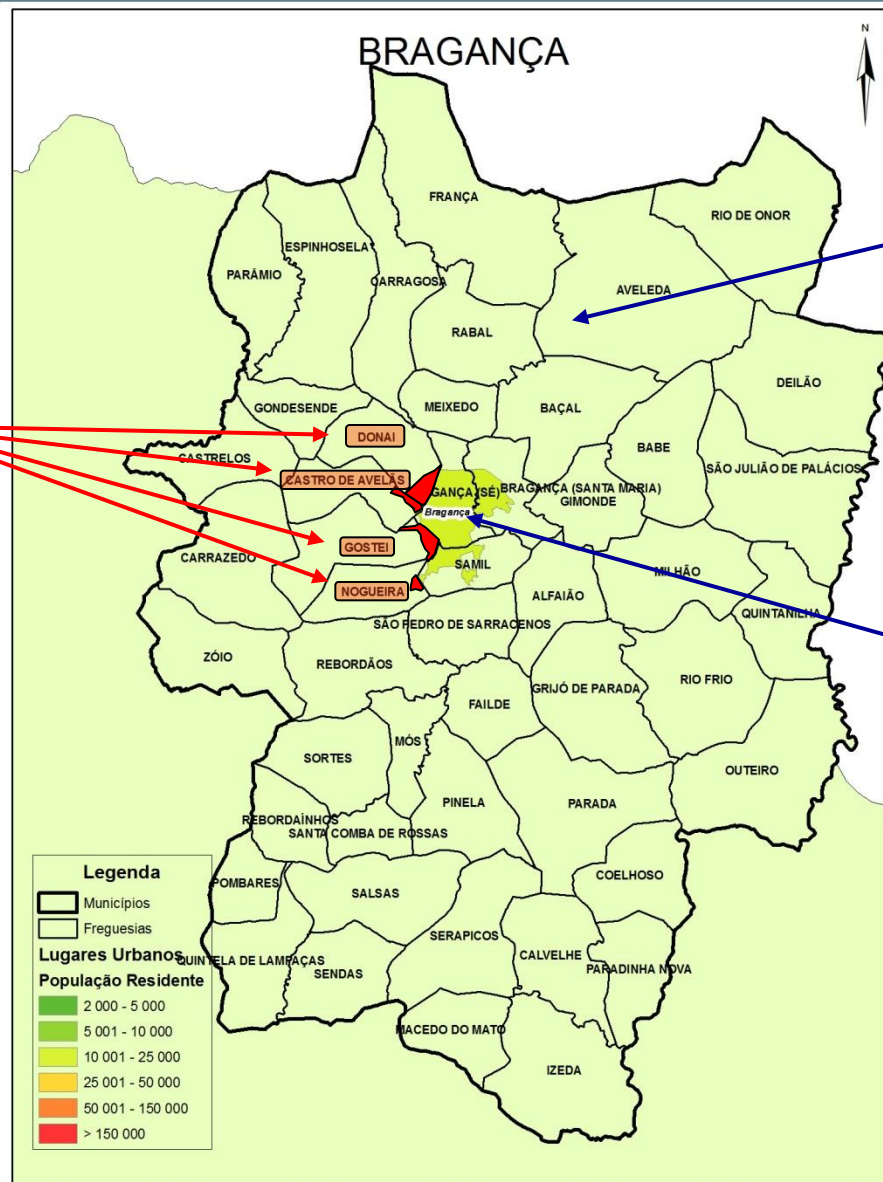 BRAGANÇA
N
FRANÇA
RIO DE ONOR
ESPINHOSELA
PARÂMIO
CARRAGOSA
AVELEDA
RABAL
DEILÃO
GONDESENDE
MEIXEDO
BAÇAL
DONAI
BABE
CASTRELOS
SÃO JULIÃO DE PALÁCIOS
CASTRO DE AVELÃS
GANÇA (SÉ)
BRAGANÇA (SANTA MARIA)
GIMONDE
Bragança
GOSTEI
CARRAZEDO
SAMIL
MILHÃO
NOGUEIRA
ALFAIÃO
QUINTANILHA
SÃO PEDRO DE SARRACENOS
ZÓIO
REBORDÃOS
RIO FRIO
GRIJÓ DE PARADA
FAILDE
MÓS
SORTES
OUTEIRO
PINELA
PARADA
REBORDAÍNHOS
SANTA COMBA DE ROSSAS
COELHOSO
POMBARES
SALSAS
SERAPICOS
CALVELHE
QUINTELA DE LAMPAÇAS
PARADINHA NOVA
SENDAS
MACEDO DO MATO
IZEDA
Legenda
Municípios
Freguesias
Lugares Urbanos
População Residente
2 000 - 5 000
5 001 - 10 000
10 001 - 25 000
25 001 - 50 000
50 001 - 150 000
> 150 000